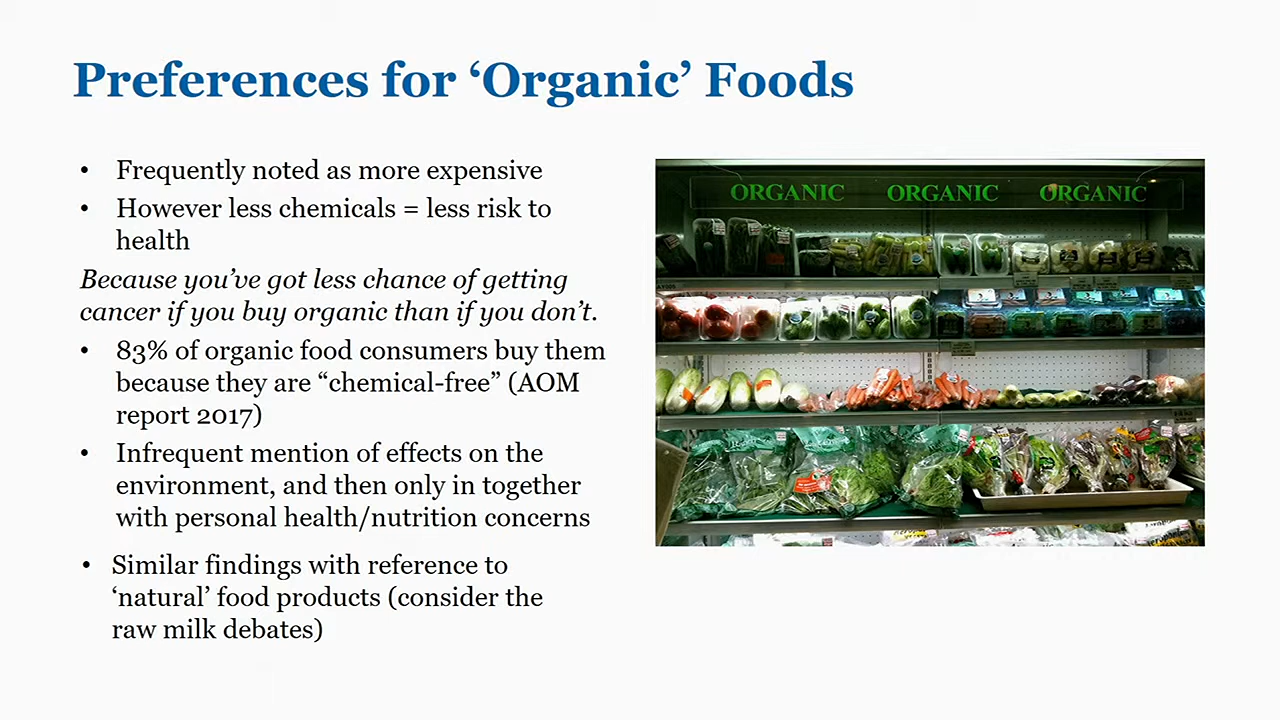 Preferences for ‘Organic’ Foods
• Frequently noted as more expensive
• However less chemicals = less risk to
health
Because you’ve got less chance of getting
cancer if you buy organic than if you don’t.
• 83% of organic food consumers buy them
because they are “chemical-free” (AOM
report 2017)
• Infrequent mention of effects on the
environment, and then only in together
with personal health/nutrition concerns
• Similar findings with reference to
‘natural’ food products (consider the
raw milk debates)
ORGANIC ORGANIC ORGANIC